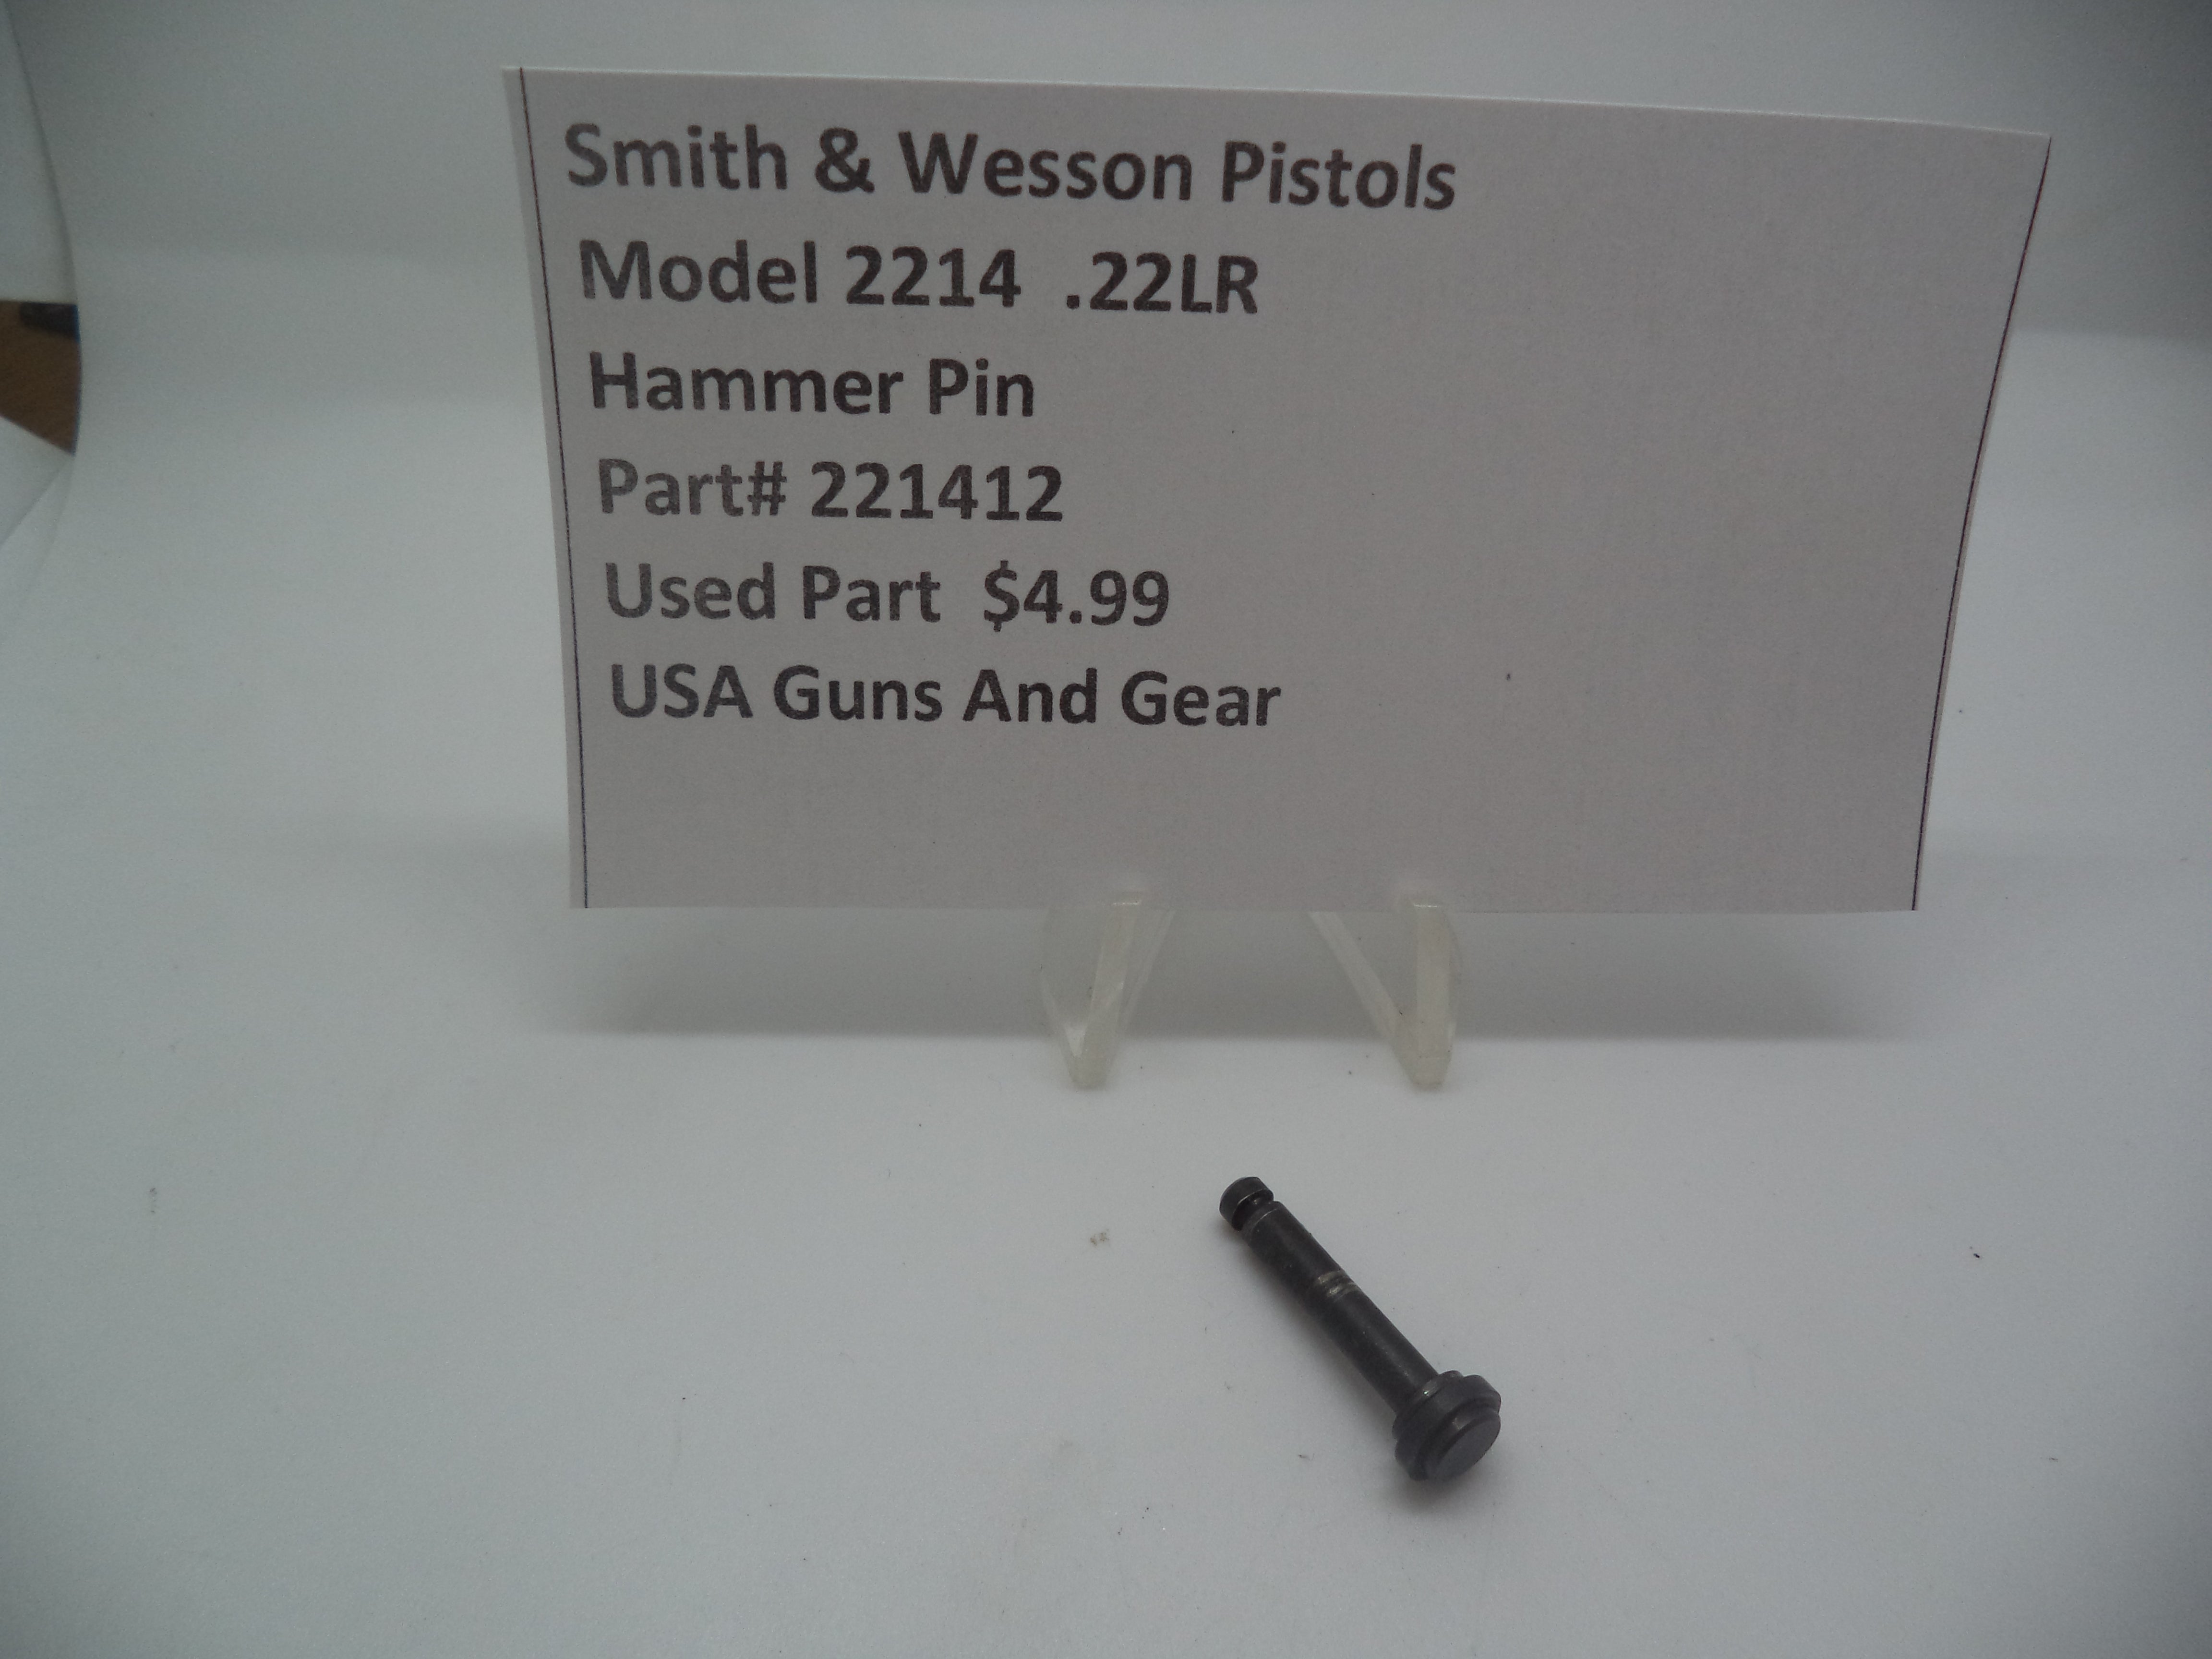 Smith & Wesson Pistols
Model 2214 .22LR
Hammer Pin
Part# 221412
Used Part $4.99
USA Guns And Gear